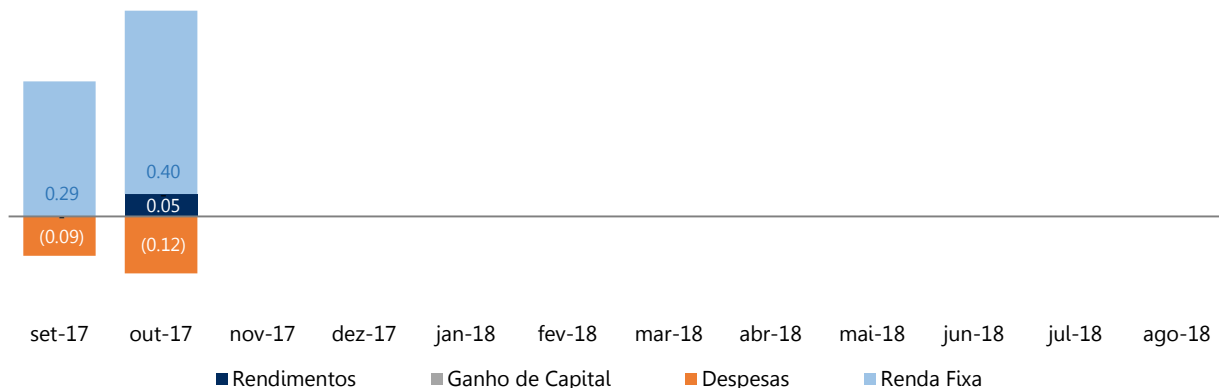 0.40
0.29
0.05
(0.09)
(0.12)
set-17 out-17 nov-17 dez-17 jan-18 fev-18 mar-18 abr-18 mai-18 jun-18 jul-18 ago-18
Rendimentos Ganho de Capital Despesas Renda Fixa